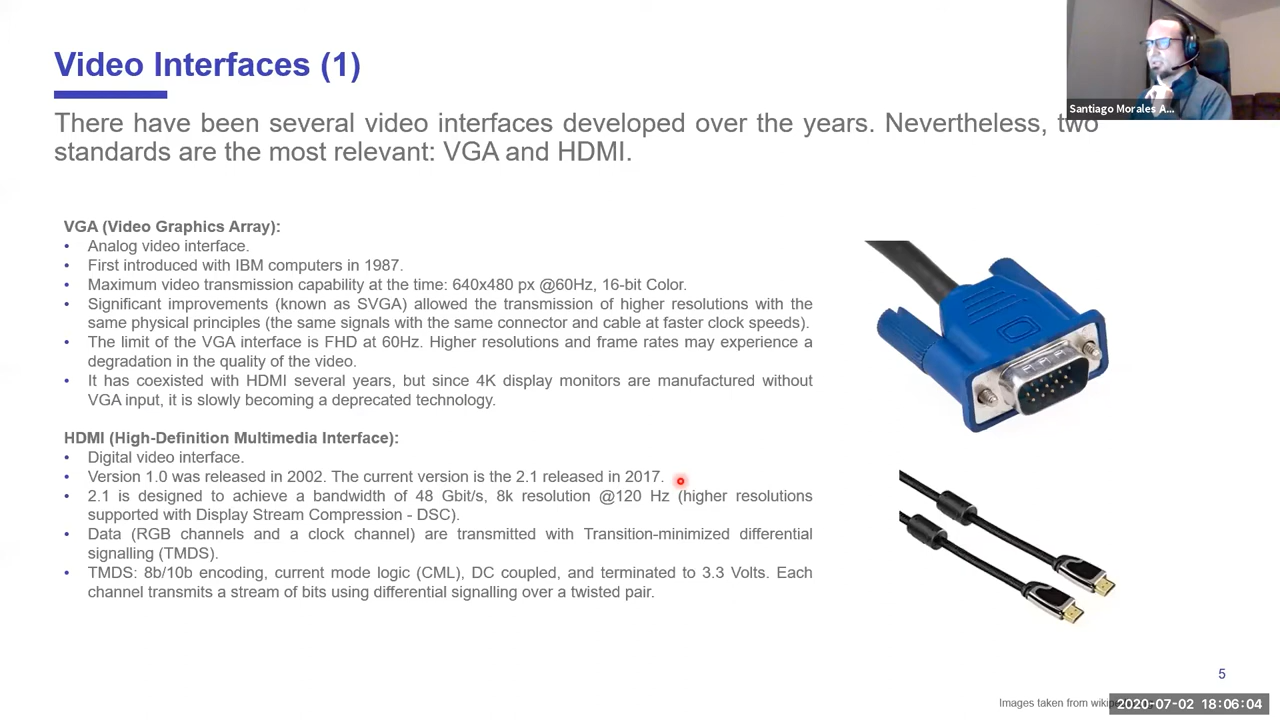 Video Interfaces (1)
Santiago Morales A...
There have been several video interfaces developed over the years. Nevertheless, two
standards are the most relevant: VGA and HDMI.
VGA (Video Graphics Array):
• Analog video interface.
• First introduced with IBM computers in 1987.
• Maximum video transmission capability at the time: 640x480 px @60Hz, 16-bit Color.
• Significant improvements (known as SVGA) allowed the transmission of higher resolutions with the
same physical principles (the same signals with the same connector and cable at faster clock speeds).
• The limit of the VGA interface is FHD at 60Hz. Higher resolutions and frame rates may experience a
degradation in the quality of the video.
• It has coexisted with HDMI several years, but since 4K display monitors are manufactured without
VGA input, it is slowly becoming a deprecated technology.
HDMI (High-Definition Multimedia Interface):
• Digital video interface.
• Version 1.0 was released in 2002. The current version is the 2.1 released in 2017.
• 2.1 is designed to achieve a bandwidth of 48 Gbit/s, 8k resolution @120 Hz (higher resolutions
supported with Display Stream Compression - DSC).
• Data (RGB channels and a clock channel) are transmitted with Transition-minimized differential
signalling (TMDS).
• TMDS: 8b/10b encoding, current mode logic (CML), DC coupled, and terminated to 3.3 Volts. Each
channel transmits a stream of bits using differential signalling over a twisted pair.
5
Images taken from
2020-07-02 18:06:04